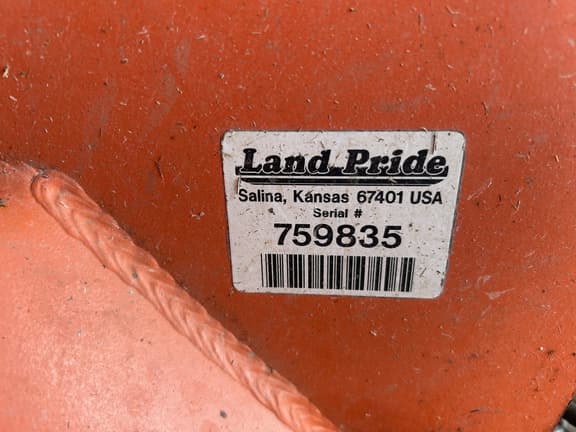 Land Pride
Salina, Kansas 67401 USA
Serial #
759835